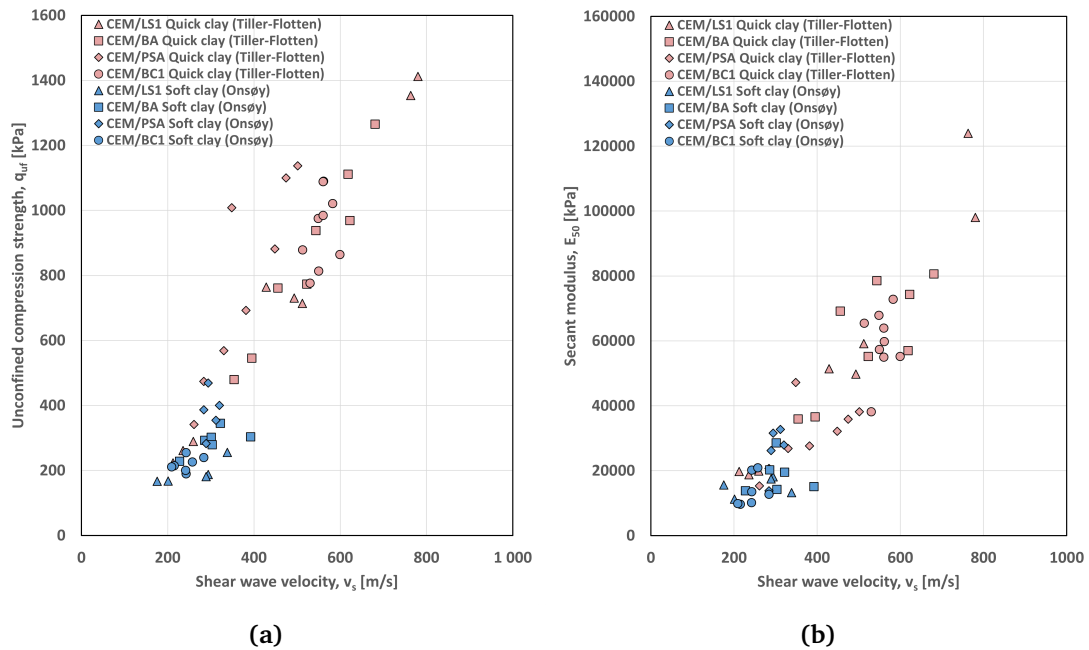 1600
1400
1200
1000
800
600
400
200
0
Unconfined compression strength, q_uf [kPa]
CEM/LS1 Quick clay (Tiller-Flotten)
CEM/BA Quick clay (Tiller-Flotten)
CEM/PSA Quick clay (Tiller-Flotten)
CEM/BC1 Quick clay (Tiller-Flotten)
CEM/LS1 Soft clay (Onsøy)
CEM/BA Soft clay (Onsøy)
CEM/PSA Soft clay (Onsøy)
CEM/BC1 Soft clay (Onsøy)
0 200 400 600 800 1 000
Shear wave velocity, v_s [m/s]
(a)
160000
140000
120000
100000
80000
60000
40000
20000
0
Secant modulus, E_50 [kPa]
CEM/LS1 Quick clay (Tiller-Flotten)
CEM/BA Quick clay (Tiller-Flotten)
CEM/PSA Quick clay (Tiller-Flotten)
CEM/BC1 Quick clay (Tiller-Flotten)
CEM/LS1 Soft clay (Onsøy)
CEM/BA Soft clay (Onsøy)
CEM/PSA Soft clay (Onsøy)
CEM/BC1 Soft clay (Onsøy)
0 200 400 600 800 1000
Shear wave velocity, v_s [m/s]
(b)